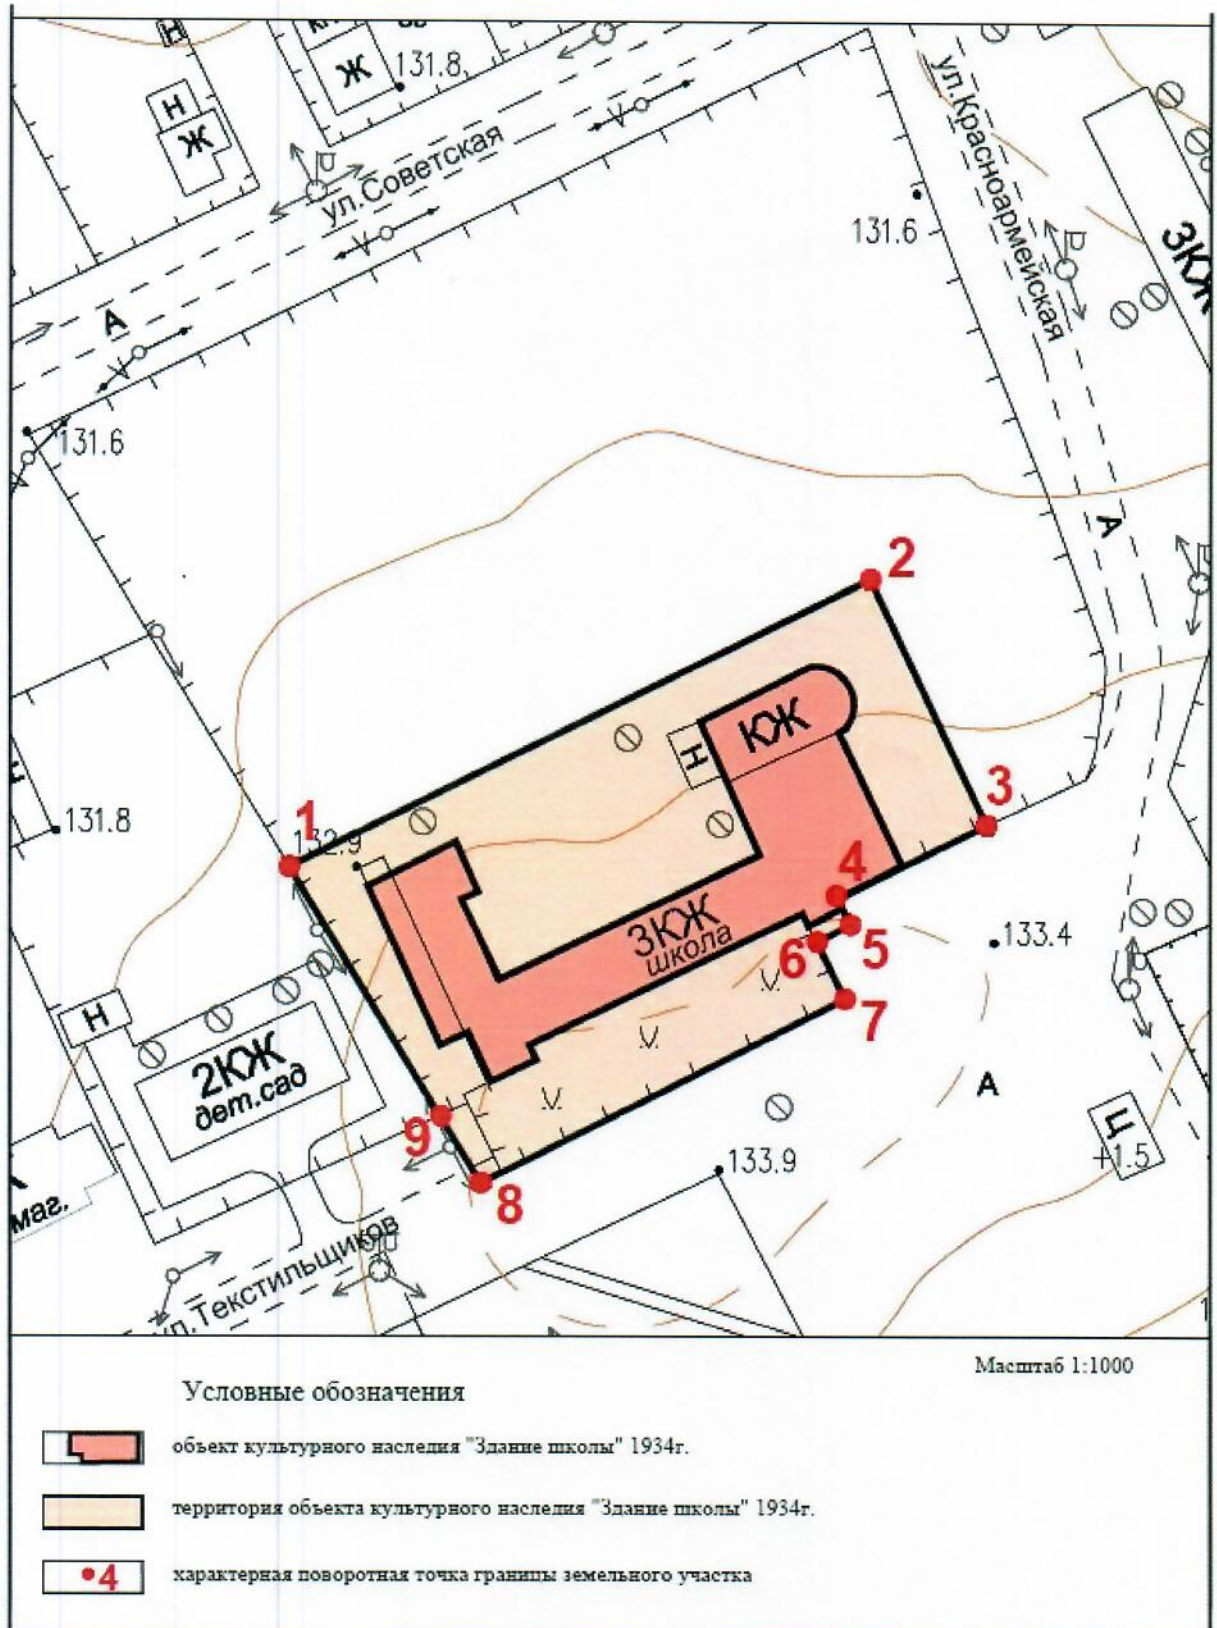 Н
Ж
131.8
Н
Ж
ул.Советская
ул.Красноармейская
131.6
3КЖ
А
131.6
А
2
КЖ
Н
3
1
132.9
131.8
4
3КЖ
школа
133.4
5
6
7
Н
2КЖ
дет.сад
А
9
Ц
+1.5
133.9
8
маг.
ул.Текстильщиков
Масштаб 1:1000
Условные обозначения
объект культурного наследия "Здание школы" 1934г.
территория объекта культурного наследия "Здание школы" 1934г.
4
характерная поворотная точка границы земельного участка